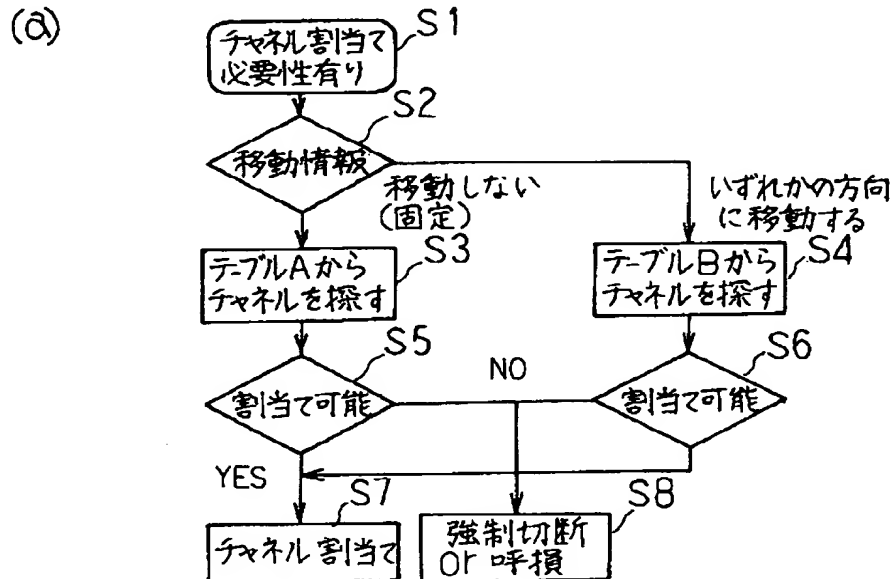 (a)
チャネル割当て
必要性有り
S1
S2
移動情報
移動しない
(固定)
いずれかの方向
に移動する
S3
テーブルAから
チャネルを探す
S4
テーブルBから
チャネルを探す
S5
割当て可能
NO
S6
割当て可能
YES
S7
チャネル割当て
S8
強制切断
or 呼損